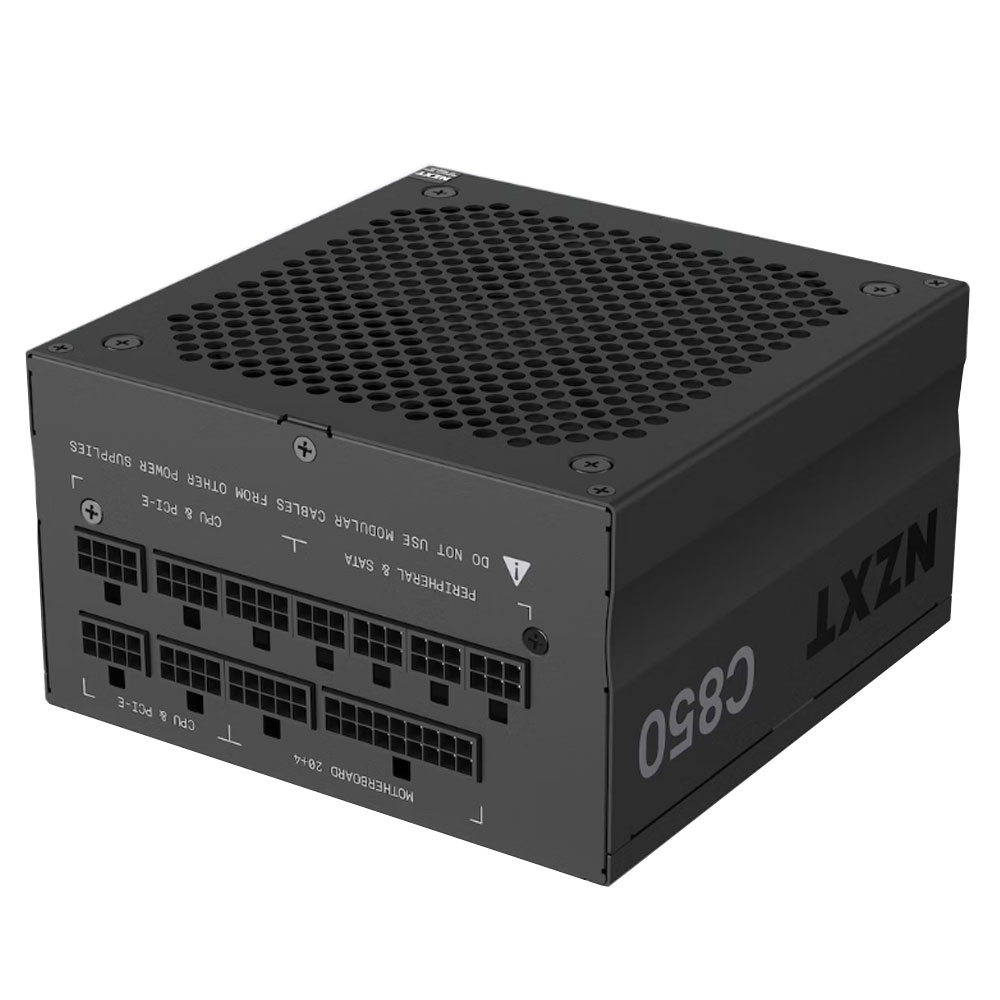 NZXT
DO NOT USE MODULAR CABLES FROM OTHER POWER SUPPLIES
PERIPHERAL & SATA
CPU & PCI-E
CPU & PCI-E
MOTHERBOARD 20+4
NZXT
C850